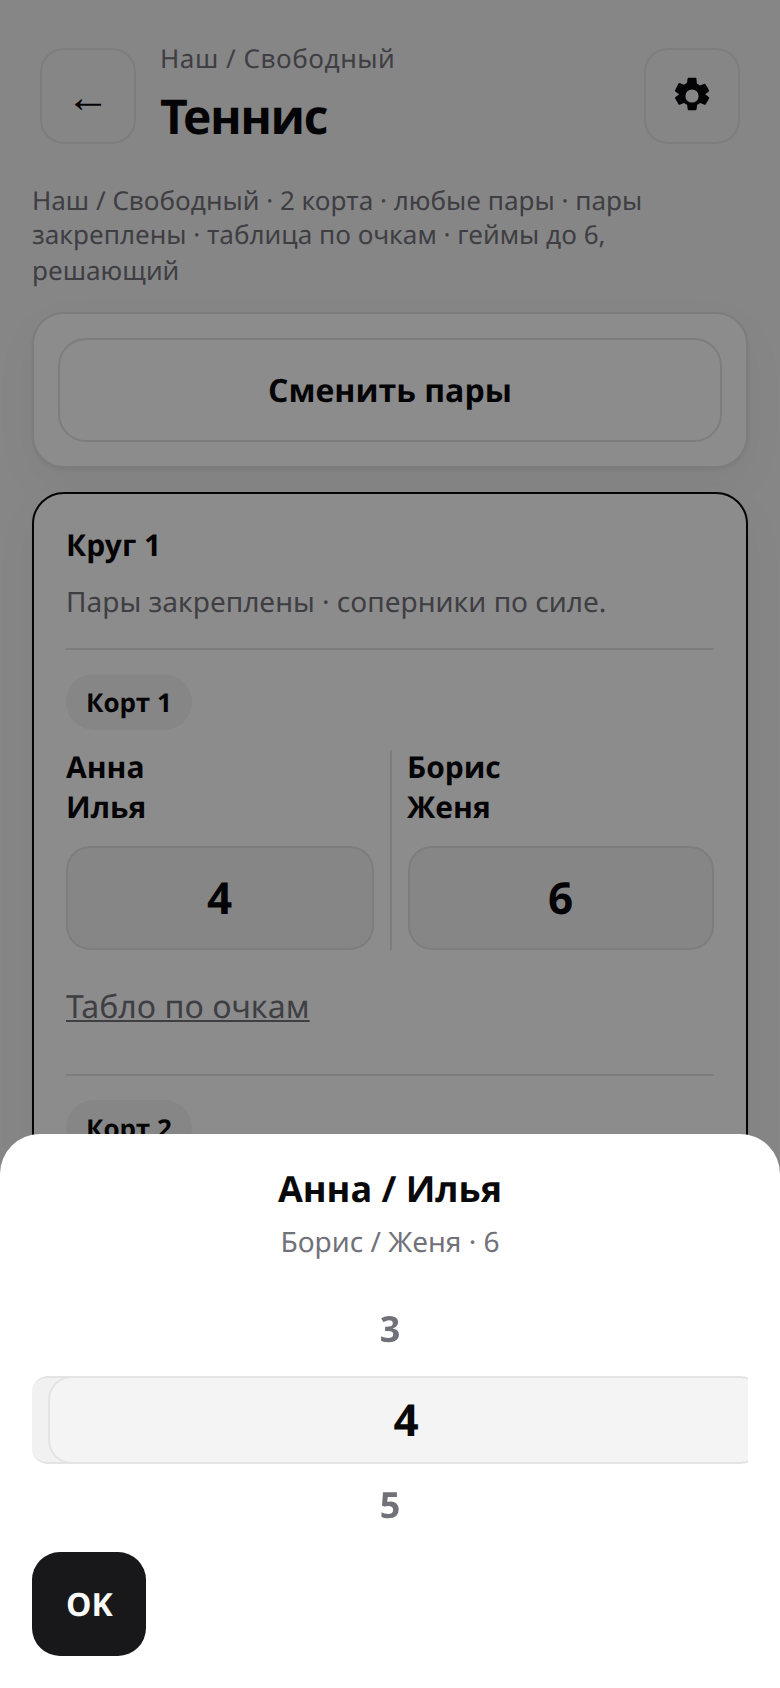 ←
Наш / Свободный
Теннис
Наш / Свободный · 2 корта · любые пары · пары
закреплены · таблица по очкам · геймы до 6,
решающий
Сменить пары
Круг 1
Пары закреплены · соперники по силе.
Корт 1
Анна
Илья
4
Борис
Женя
6
Табло по очкам
Корт 2
Анна / Илья
Борис / Женя · 6
3
4
5
OK